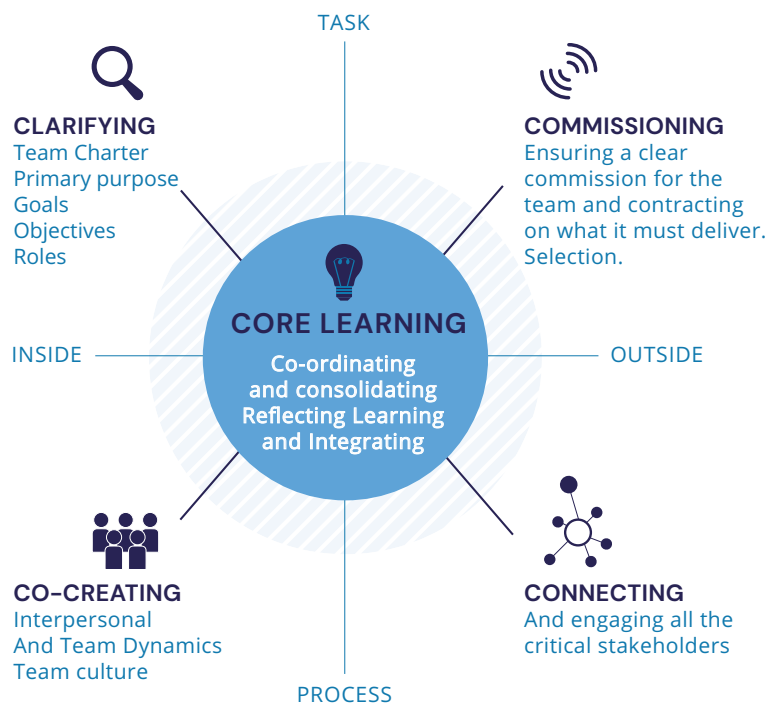 TASK
CLARIFYING
Team Charter
Primary purpose
Goals
Objectives
Roles
COMMISSIONING
Ensuring a clear
commission for the
team and contracting
on what it must deliver.
Selection.
INSIDE
CORE LEARNING
Co-ordinating
and consolidating
Reflecting Learning
and Integrating
OUTSIDE
CO-CREATING
Interpersonal
And Team Dynamics
Team culture
CONNECTING
And engaging all the
critical stakeholders
PROCESS